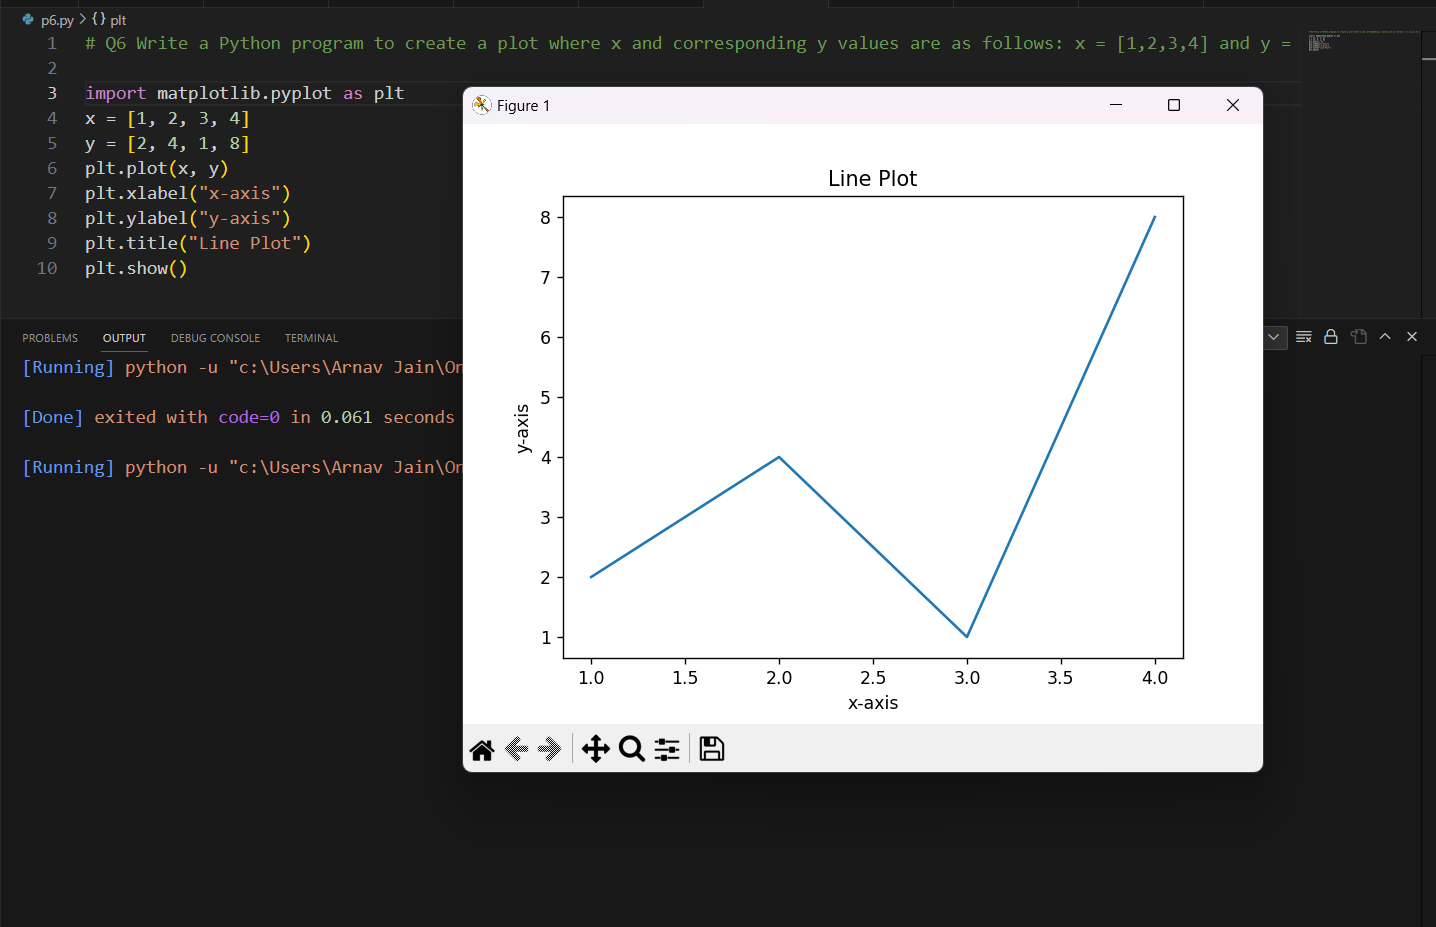 p6.py > {} plt
1 # Q6 Write a Python program to create a plot where x and corresponding y values are as follows: x = [1,2,3,4] and y =
2
3 import matplotlib.pyplot as plt
4 x = [1, 2, 3, 4]
5 y = [2, 4, 1, 8]
6 plt.plot(x, y)
7 plt.xlabel("x-axis")
8 plt.ylabel("y-axis")
9 plt.title("Line Plot")
10 plt.show()
PROBLEMS OUTPUT DEBUG CONSOLE TERMINAL
[Running] python -u "c:\Users\Arnav Jain\On
[Done] exited with code=0 in 0.061 seconds
[Running] python -u "c:\Users\Arnav Jain\On
Figure 1
Line Plot
8
7
6
5
4
3
2
1
y-axis
1.0 1.5 2.0 2.5 3.0 3.5 4.0
x-axis